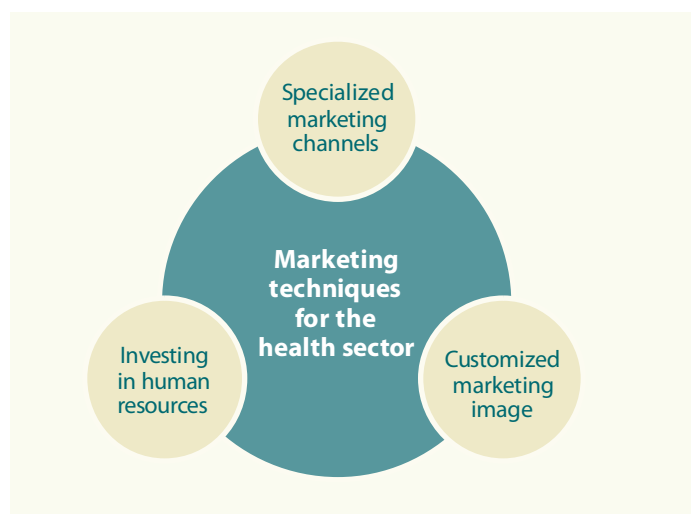 Specialized
marketing
channels
Marketing
techniques
for the
health sector
Investing
in human
resources
Customized
marketing
image